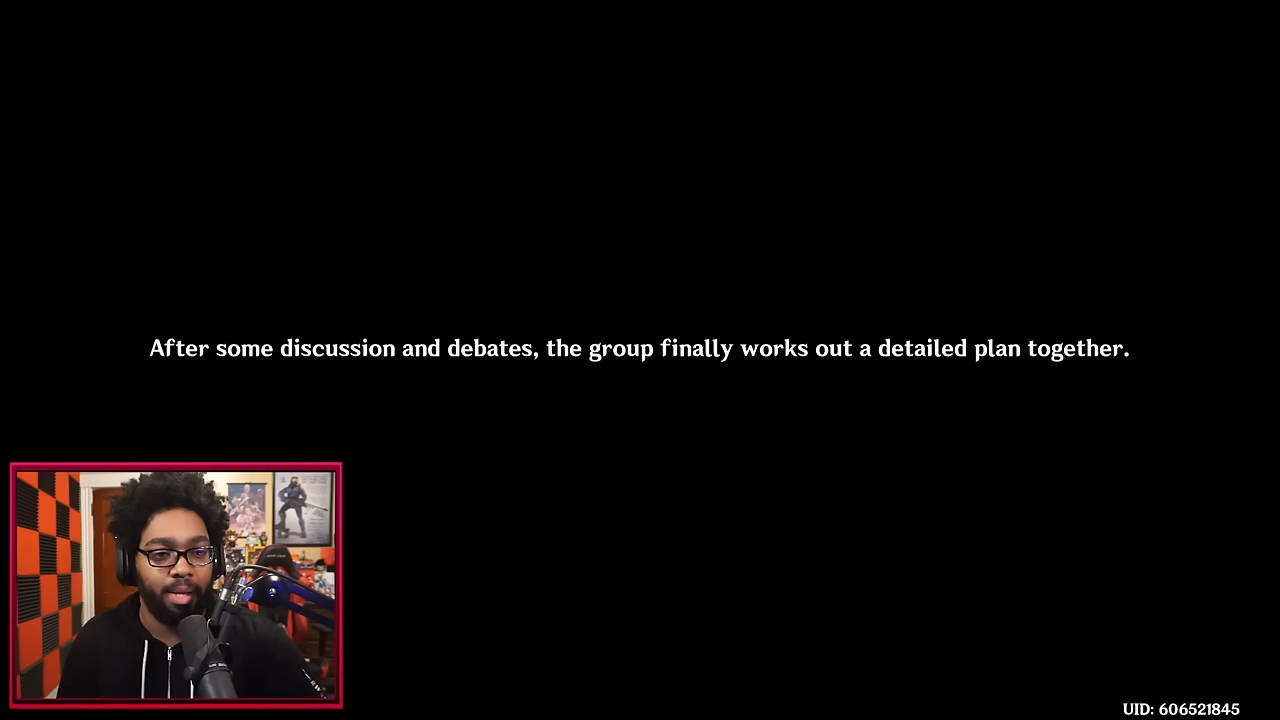 After some discussion and debates, the group finally works out a detailed plan together.
UID: 606521845